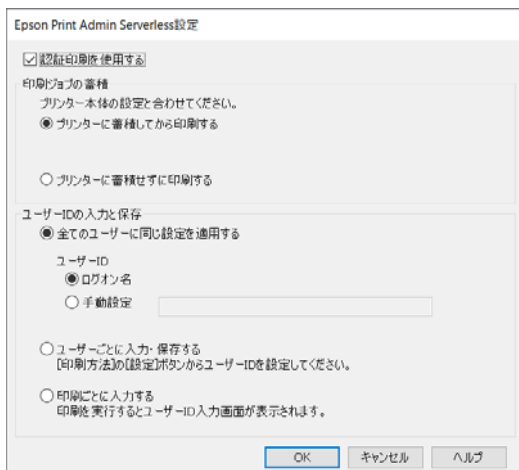 Epson Print Admin Serverless設定
認証印刷を使用する
印刷ジョブの蓄積
プリンター本体の設定と合わせてください。
プリンターに蓄積してから印刷する
プリンターに蓄積せずに印刷する
ユーザーIDの入力と保存
全てのユーザーに同じ設定を適用する
ユーザーID
ログオン名
手動設定
ユーザーごとに入力・保存する
[印刷方法]の[設定]ボタンからユーザーIDを設定してください。
印刷ごとに入力する
印刷を実行するとユーザーID入力画面が表示されます。
OK キャンセル ヘルプ